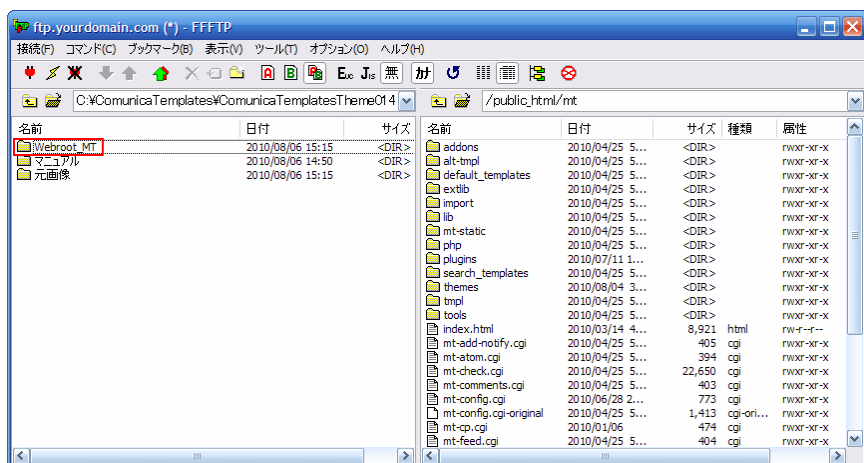 ftp.yourdomain.com (*) - FFFTP
接続(F) コマンド(C) ブックマーク(B) 表示(V) ツール(T) オプション(O) ヘルプ(H)
A B Euc Jis 無 カナ
C:¥ComunicaTemplates¥ComunicaTemplatesTheme014 /public_html/mt
名前 日付 サイズ 名前 日付 サイズ 種類 属性
Webroot_MT 2010/08/06 15:15 <DIR>
マニュアル 2010/08/06 14:50 <DIR>
元画像 2010/08/06 15:15 <DIR>
addons 2010/04/25 5... <DIR> rwxr-xr-x
alt-tmpl 2010/04/25 5... <DIR> rwxr-xr-x
default_templates 2010/04/25 5... <DIR> rwxr-xr-x
extlib 2010/04/25 5... <DIR> rwxr-xr-x
import 2010/04/25 5... <DIR> rwxr-xr-x
lib 2010/04/25 5... <DIR> rwxr-xr-x
mt-static 2010/04/25 5... <DIR> rwxr-xr-x
php 2010/04/25 5... <DIR> rwxr-xr-x
plugins 2010/07/11 1... <DIR> rwxr-xr-x
search_templates 2010/04/25 5... <DIR> rwxr-xr-x
themes 2010/08/04 3... <DIR> rwxr-xr-x
tmpl 2010/04/25 5... <DIR> rwxr-xr-x
tools 2010/04/25 5... <DIR> rwxr-xr-x
index.html 2010/03/14 4... 8,921 html rw-r--r--
mt-add-notify.cgi 2010/04/25 5... 405 cgi rwxr-xr-x
mt-atom.cgi 2010/04/25 5... 394 cgi rwxr-xr-x
mt-check.cgi 2010/04/25 5... 22,650 cgi rwxr-xr-x
mt-comments.cgi 2010/04/25 5... 403 cgi rwxr-xr-x
mt-config.cgi 2010/06/28 2... 773 cgi rwxr-xr-x
mt-config.cgi-original 2010/04/25 5... 1,413 cgi-ori... rwxr-xr-x
mt-cp.cgi 2010/01/06 474 cgi rwxr-xr-x
mt-feed.cgi 2010/04/25 5... 404 cgi rwxr-xr-x